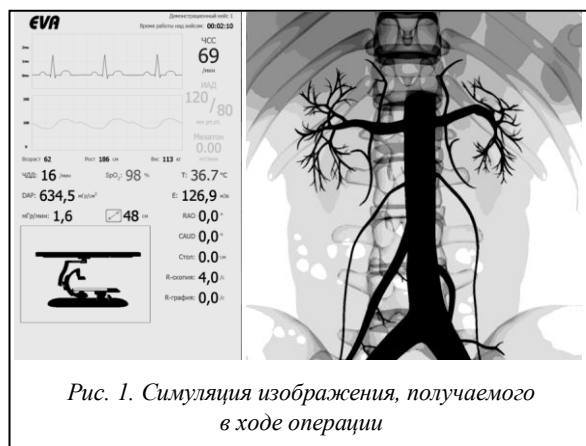 EVA
Демонстрационный кейс 1
Время работы над кейсом: 00:02:10
ЧСС
69
/мин
ИАД
120/80
мм рт.ст.
Мезатон
0.00
Возраст 62 Рост 186 см Вес 113 кг
ЧДД: 16 /мин SpO2: 98 % T: 36.7 °C
DAP: 634,5 мГр/см² E: 126,9 мЗв
мГр/мин: 1,6 48 см RAO 0,0 °
CAUD 0,0 °
Стол: 0.0 см
R-скопия: 4,0 /с
R-графия: 0,0 /с
Рис. 1. Симуляция изображения, получаемого
в ходе операции